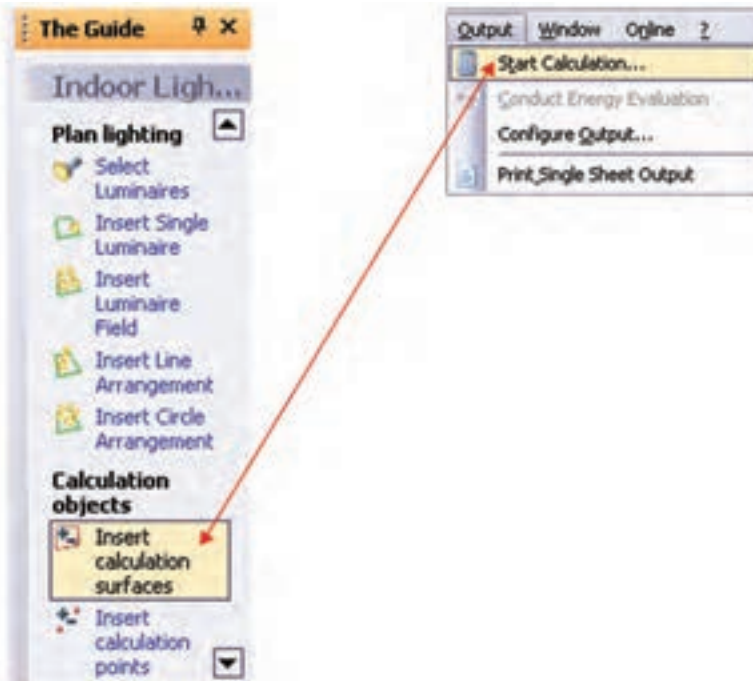 The Guide
Indoor Ligh...
Plan lighting
Select
Luminaires
Insert Single
Luminaire
Insert
Luminaire
Field
Insert Line
Arrangement
Insert Circle
Arrangement
Calculation
objects
Insert
calculation
surfaces
Insert
calculation
points
Output Window Online ?
Start Calculation...
Conduct Energy Evaluation
Configure Output...
Print Single Sheet Output